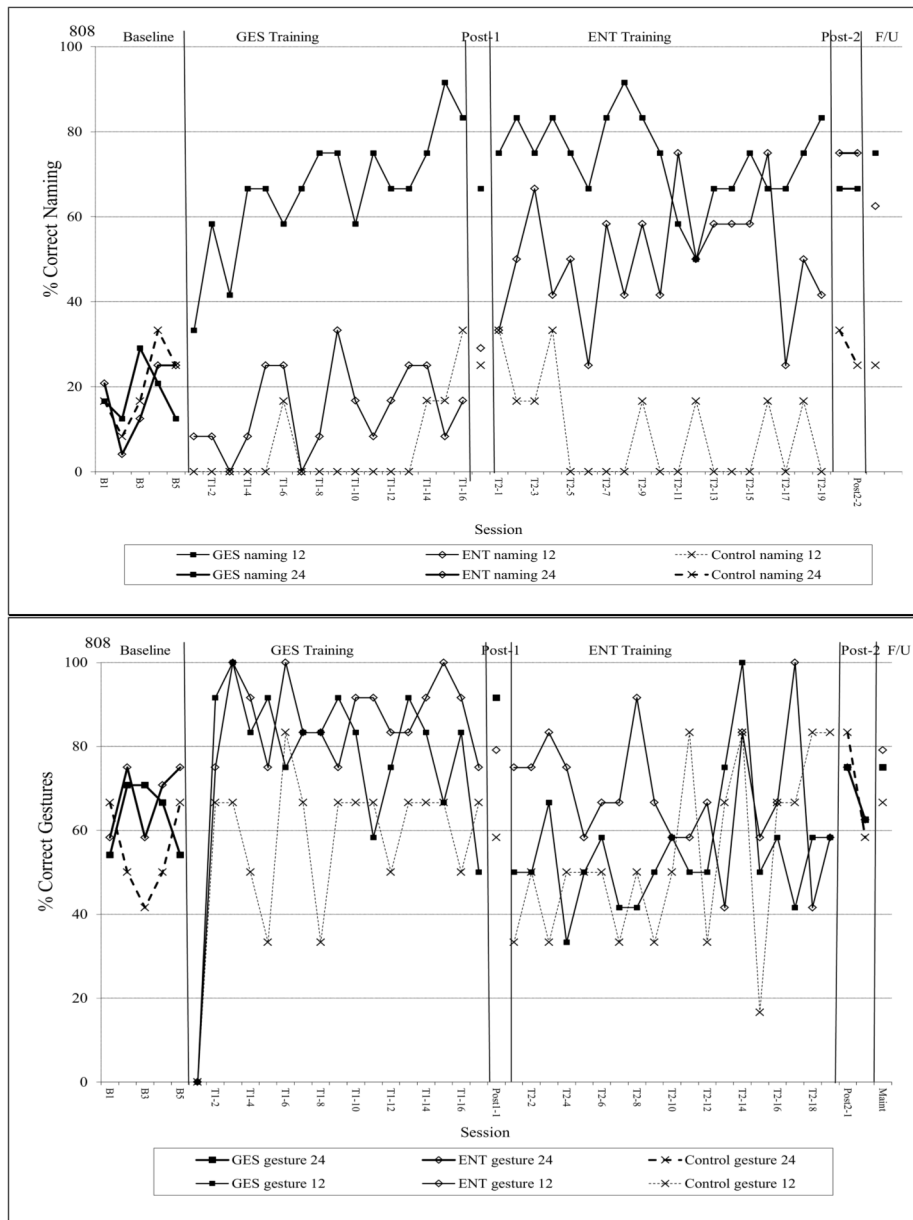 808
Baseline GES Training Post-1 ENT Training Post-2 F/U
100
80
60
40
20
0
% Correct Naming
B1 B3 B5 T1-2 T1-4 T1-6 T1-8 T1-10 T1-12 T1-14 T1-16 T2-1 T2-3 T2-5 T2-7 T2-9 T2-11 T2-13 T2-15 T2-17 T2-19 Post2-2
Session
GES naming 12 ENT naming 12 Control naming 12
GES naming 24 ENT naming 24 Control naming 24
808
Baseline GES Training Post-1 ENT Training Post-2 F/U
100
80
60
40
20
0
% Correct Gestures
B1 B3 B5 T1-2 T1-4 T1-6 T1-8 T1-10 T1-12 T1-14 T1-16 Post1-1 T2-2 T2-4 T2-6 T2-8 T2-10 T2-12 T2-14 T2-16 T2-18 Post2-1 Maint
Session
GES gesture 24 ENT gesture 24 Control gesture 24
GES gesture 12 ENT gesture 12 Control gesture 12